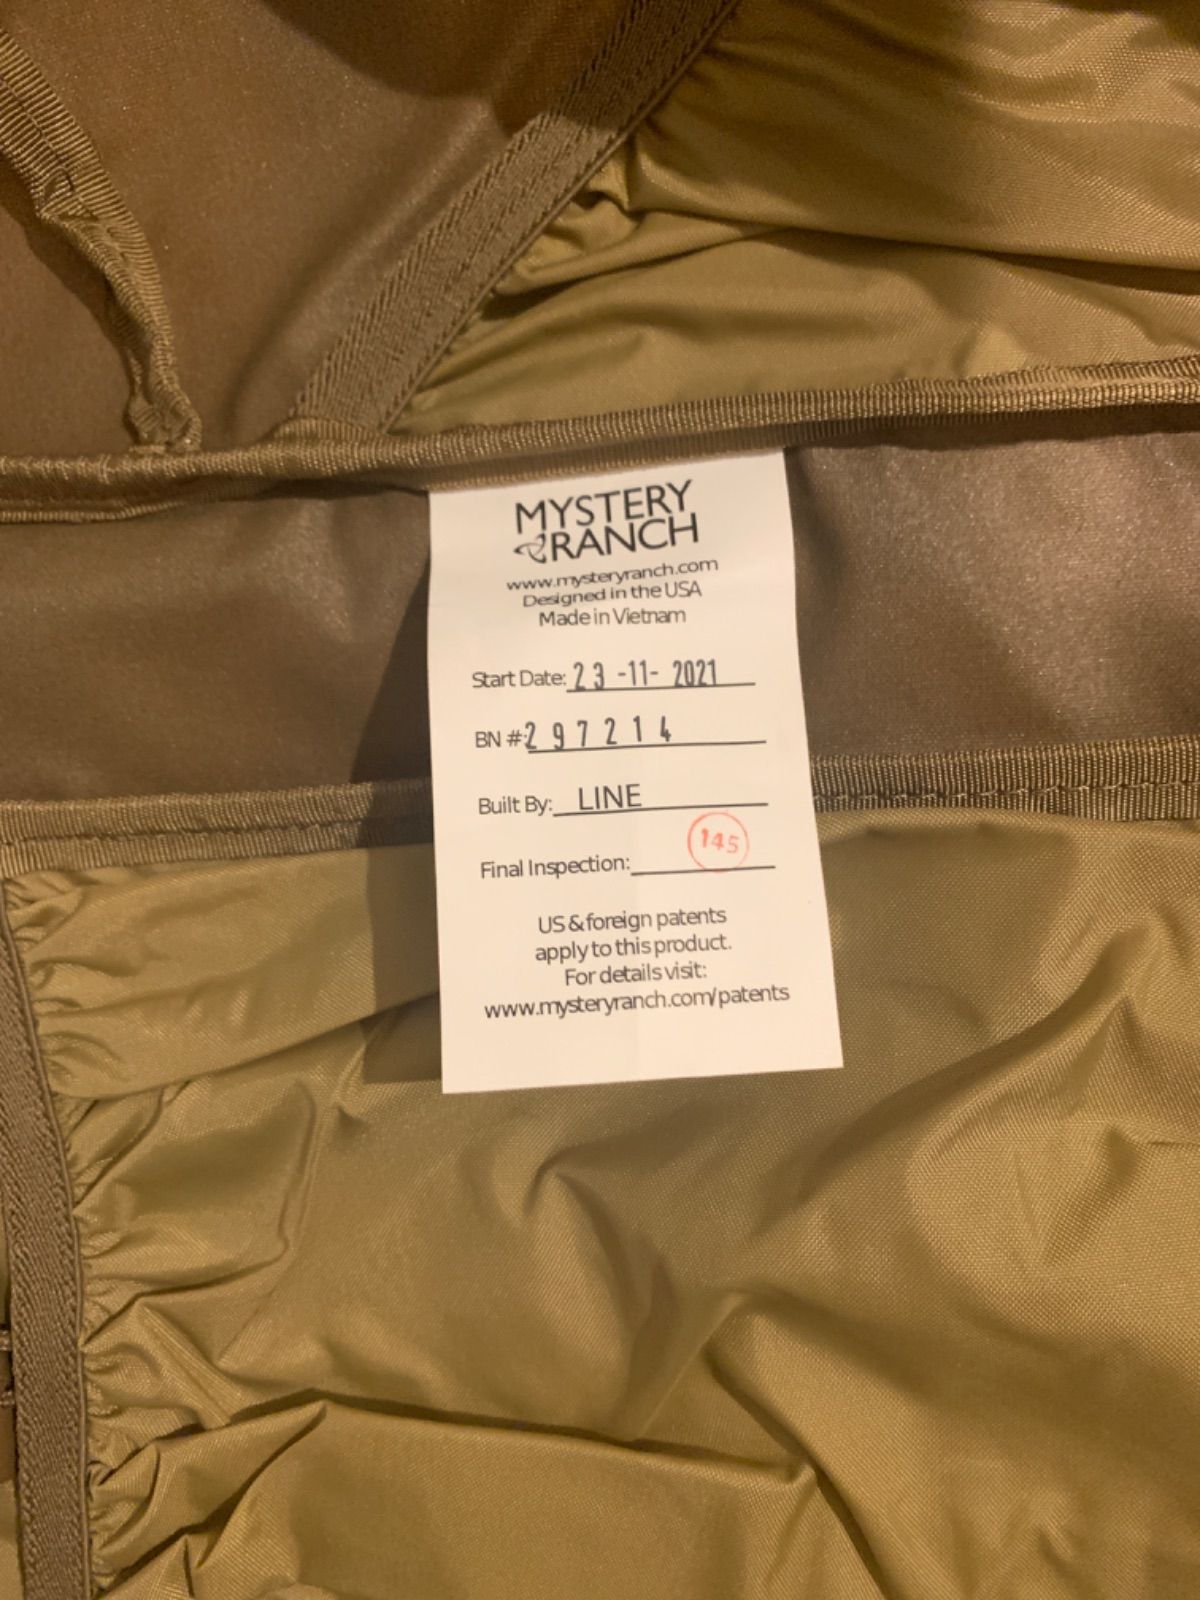 MYSTERY
RANCH
www.mysteryranch.com
Designed in the USA
Made in Vietnam
Start Date: 23-11-2021
BN #: 297214
Built By: LINE
Final Inspection: 145
US & foreign patents
apply to this product.
For details visit:
www.mysteryranch.com/patents